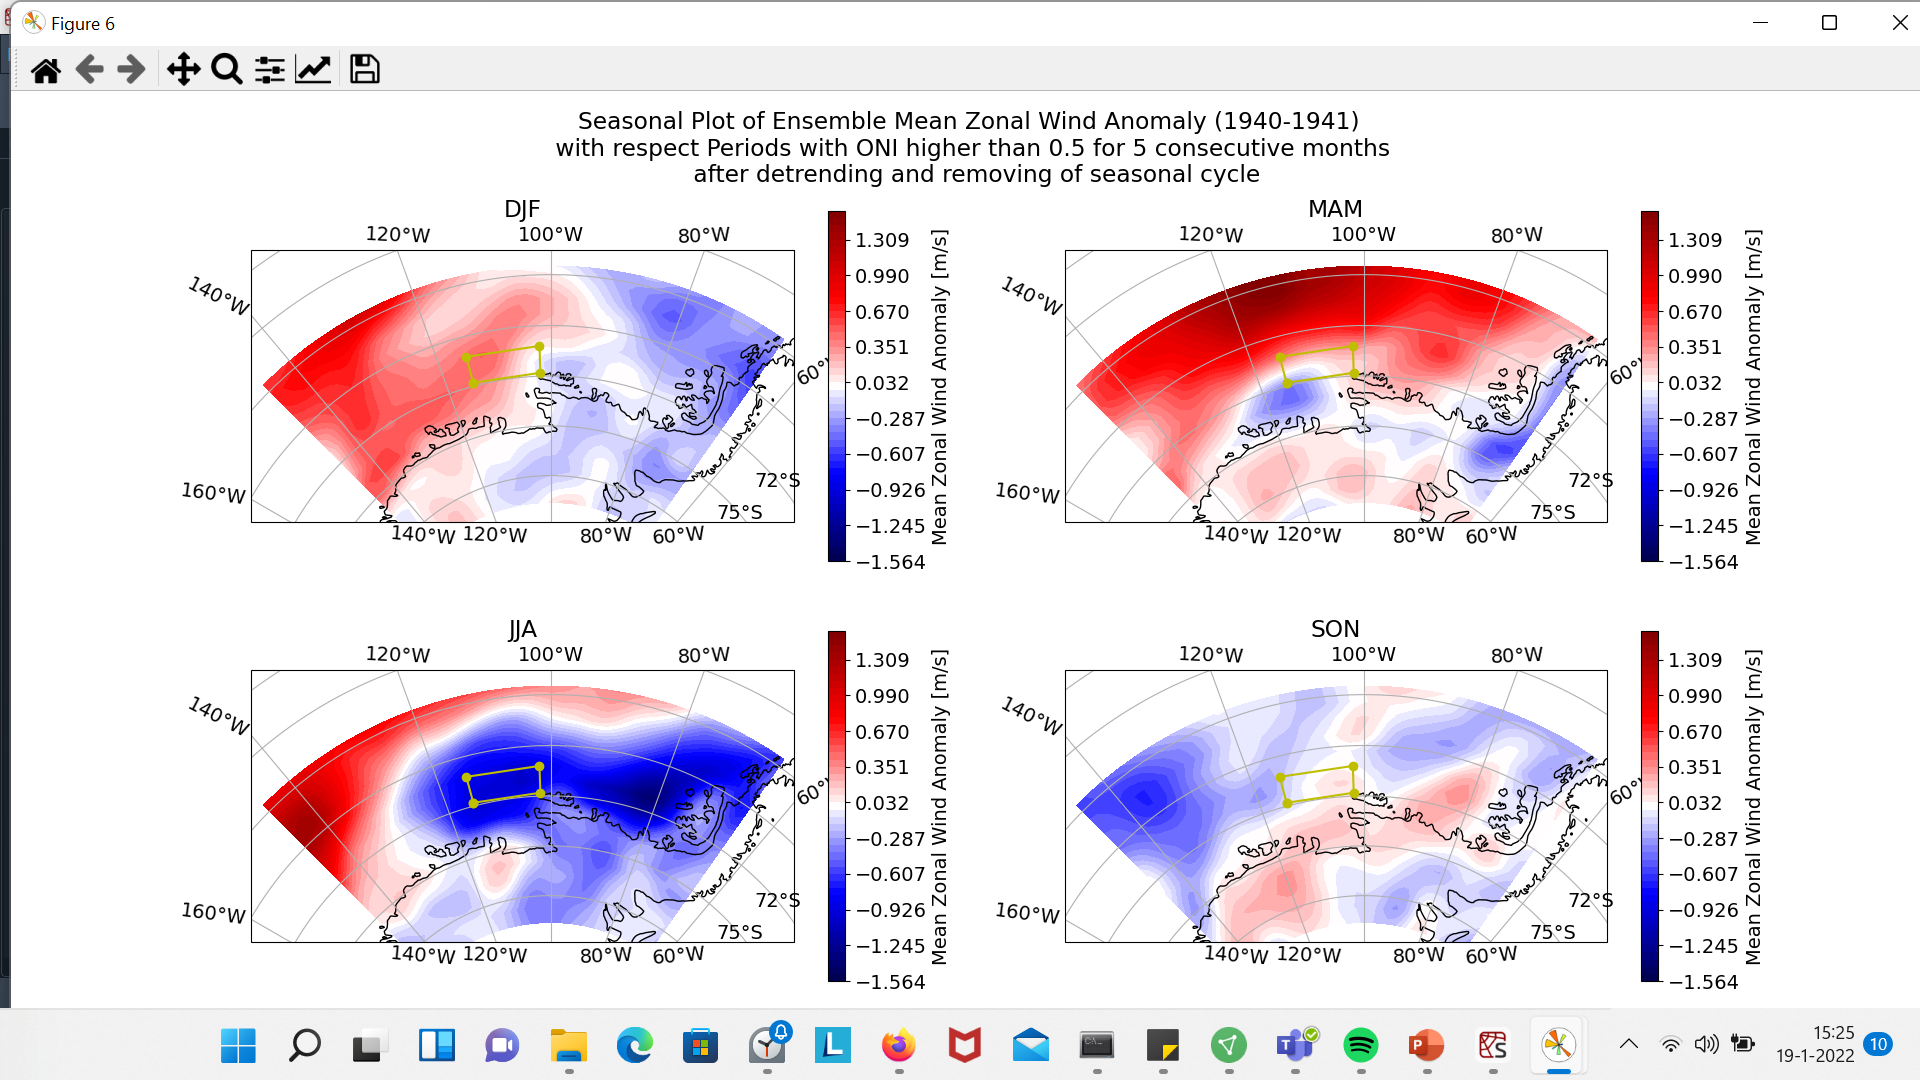 Figure 6
Seasonal Plot of Ensemble Mean Zonal Wind Anomaly (1940-1941)
with respect Periods with ONI higher than 0.5 for 5 consecutive months
after detrending and removing of seasonal cycle
DJF
120°W 100°W 80°W
140°W
160°W
60°
72°S
75°S
140°W 120°W 80°W 60°W
1.309
0.990
0.670
0.351
0.032
−0.287
−0.607
−0.926
−1.245
−1.564
Mean Zonal Wind Anomaly [m/s]
MAM
120°W 100°W 80°W
140°W
160°W
60°
72°S
75°S
140°W 120°W 80°W 60°W
1.309
0.990
0.670
0.351
0.032
−0.287
−0.607
−0.926
−1.245
−1.564
Mean Zonal Wind Anomaly [m/s]
JJA
120°W 100°W 80°W
140°W
160°W
60°
72°S
75°S
140°W 120°W 80°W 60°W
1.309
0.990
0.670
0.351
0.032
−0.287
−0.607
−0.926
−1.245
−1.564
Mean Zonal Wind Anomaly [m/s]
SON
120°W 100°W 80°W
140°W
160°W
60°
72°S
75°S
140°W 120°W 80°W 60°W
1.309
0.990
0.670
0.351
0.032
−0.287
−0.607
−0.926
−1.245
−1.564
Mean Zonal Wind Anomaly [m/s]
15:25
19-1-2022
10